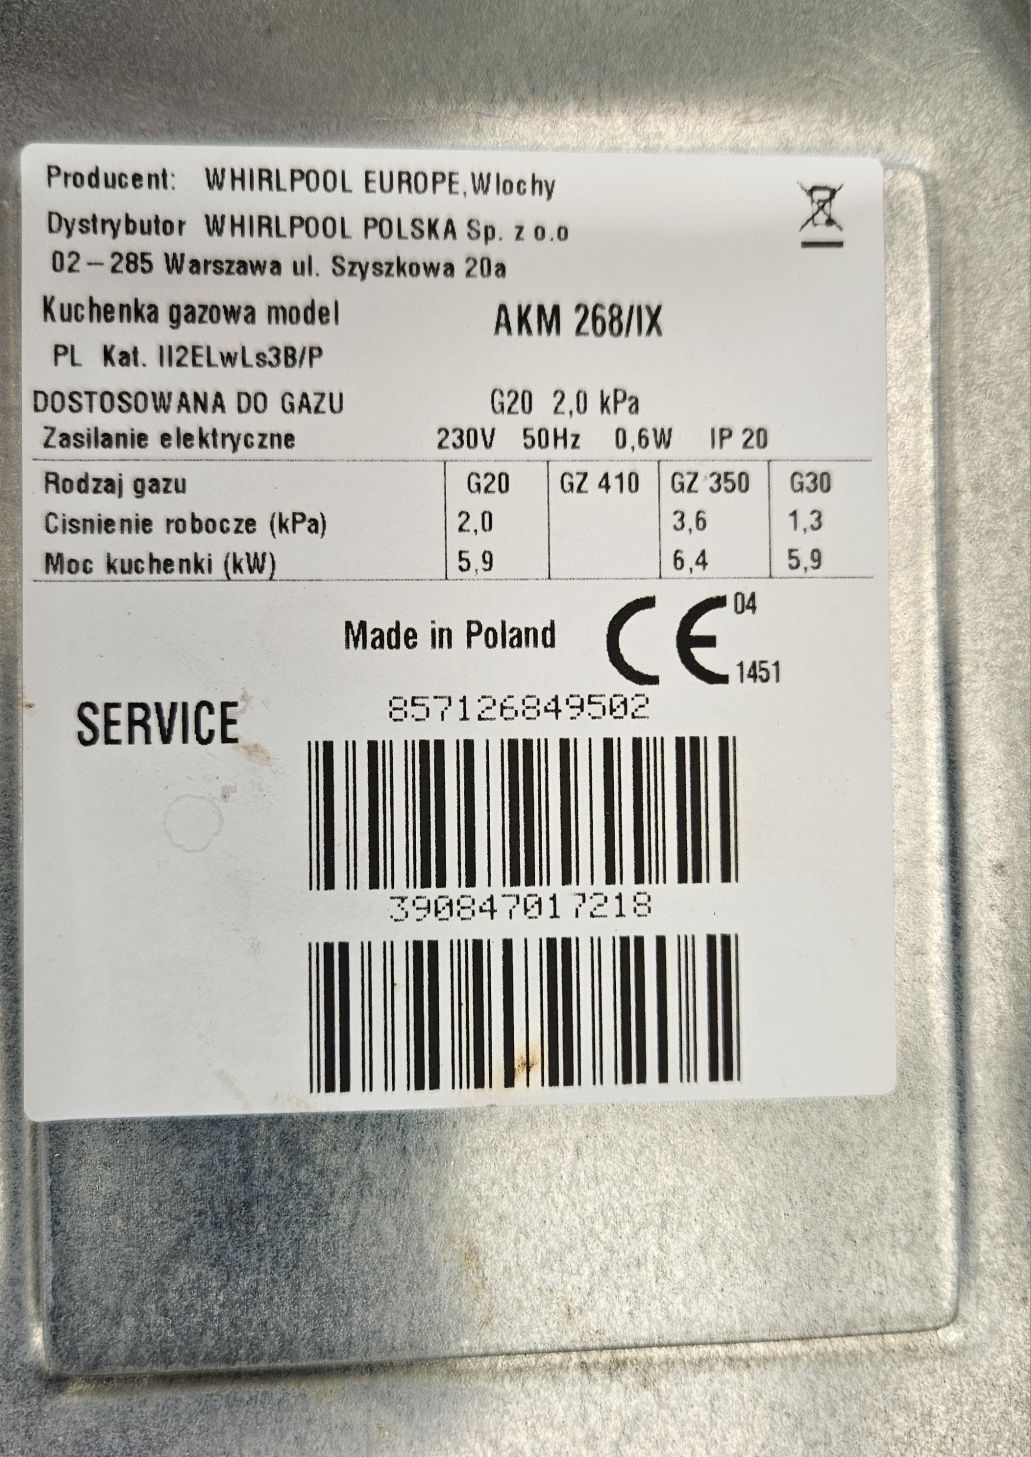 Producent: WHIRLPOOL EUROPE,Wlochy
Dystrybutor WHIRLPOOL POLSKA Sp. z o.o
02-285 Warszawa ul. Szyszkowa 20a
Kuchenka gazowa model AKM 268/IX
PL Kat. II2ELwLs3B/P
DOSTOSOWANA DO GAZU G20 2,0 kPa
Zasilanie elektryczne 230V 50Hz 0,6W IP 20
Rodzaj gazu G20 GZ 410 GZ 350 G30
Cisnienie robocze (kPa) 2,0 3,6 1,3
Moc kuchenki (kW) 5,9 6,4 5,9
Made in Poland CE 04 1451
SERVICE 857126849502
390847017218